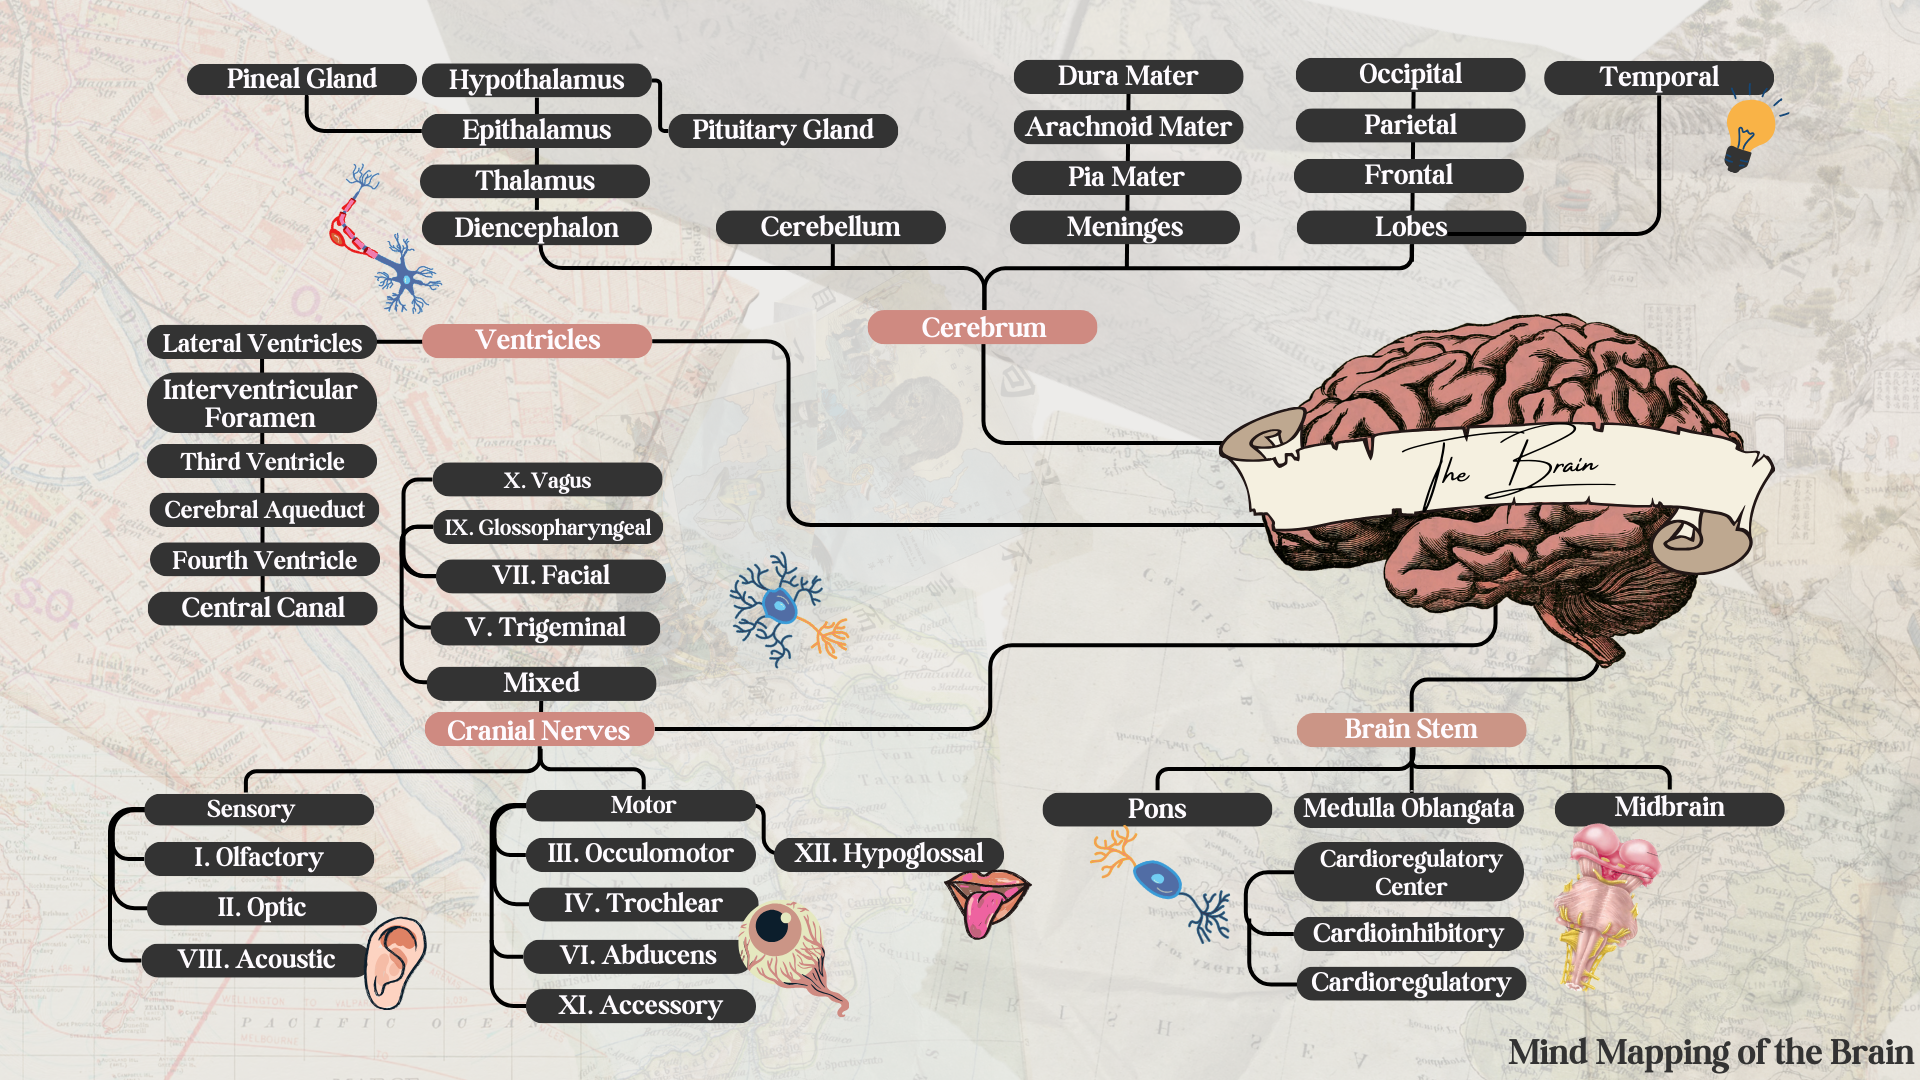 Pineal Gland
Hypothalamus
Epithalamus
Pituitary Gland
Thalamus
Diencephalon
Cerebellum
Dura Mater
Arachnoid Mater
Pia Mater
Meninges
Occipital
Temporal
Parietal
Frontal
Lobes
Cerebrum
Ventricles
Lateral Ventricles
Interventricular
Foramen
Third Ventricle
Cerebral Aqueduct
Fourth Ventricle
Central Canal
The Brain
X. Vagus
IX. Glossopharyngeal
VII. Facial
V. Trigeminal
Mixed
Cranial Nerves
Sensory
I. Olfactory
II. Optic
VIII. Acoustic
Motor
III. Occulomotor
XII. Hypoglossal
IV. Trochlear
VI. Abducens
XI. Accessory
Brain Stem
Pons
Medulla Oblangata
Midbrain
Cardioregulatory
Center
Cardioinhibitory
Cardioregulatory
Mind Mapping of the Brain
S.O.
PACIFIC OCEA